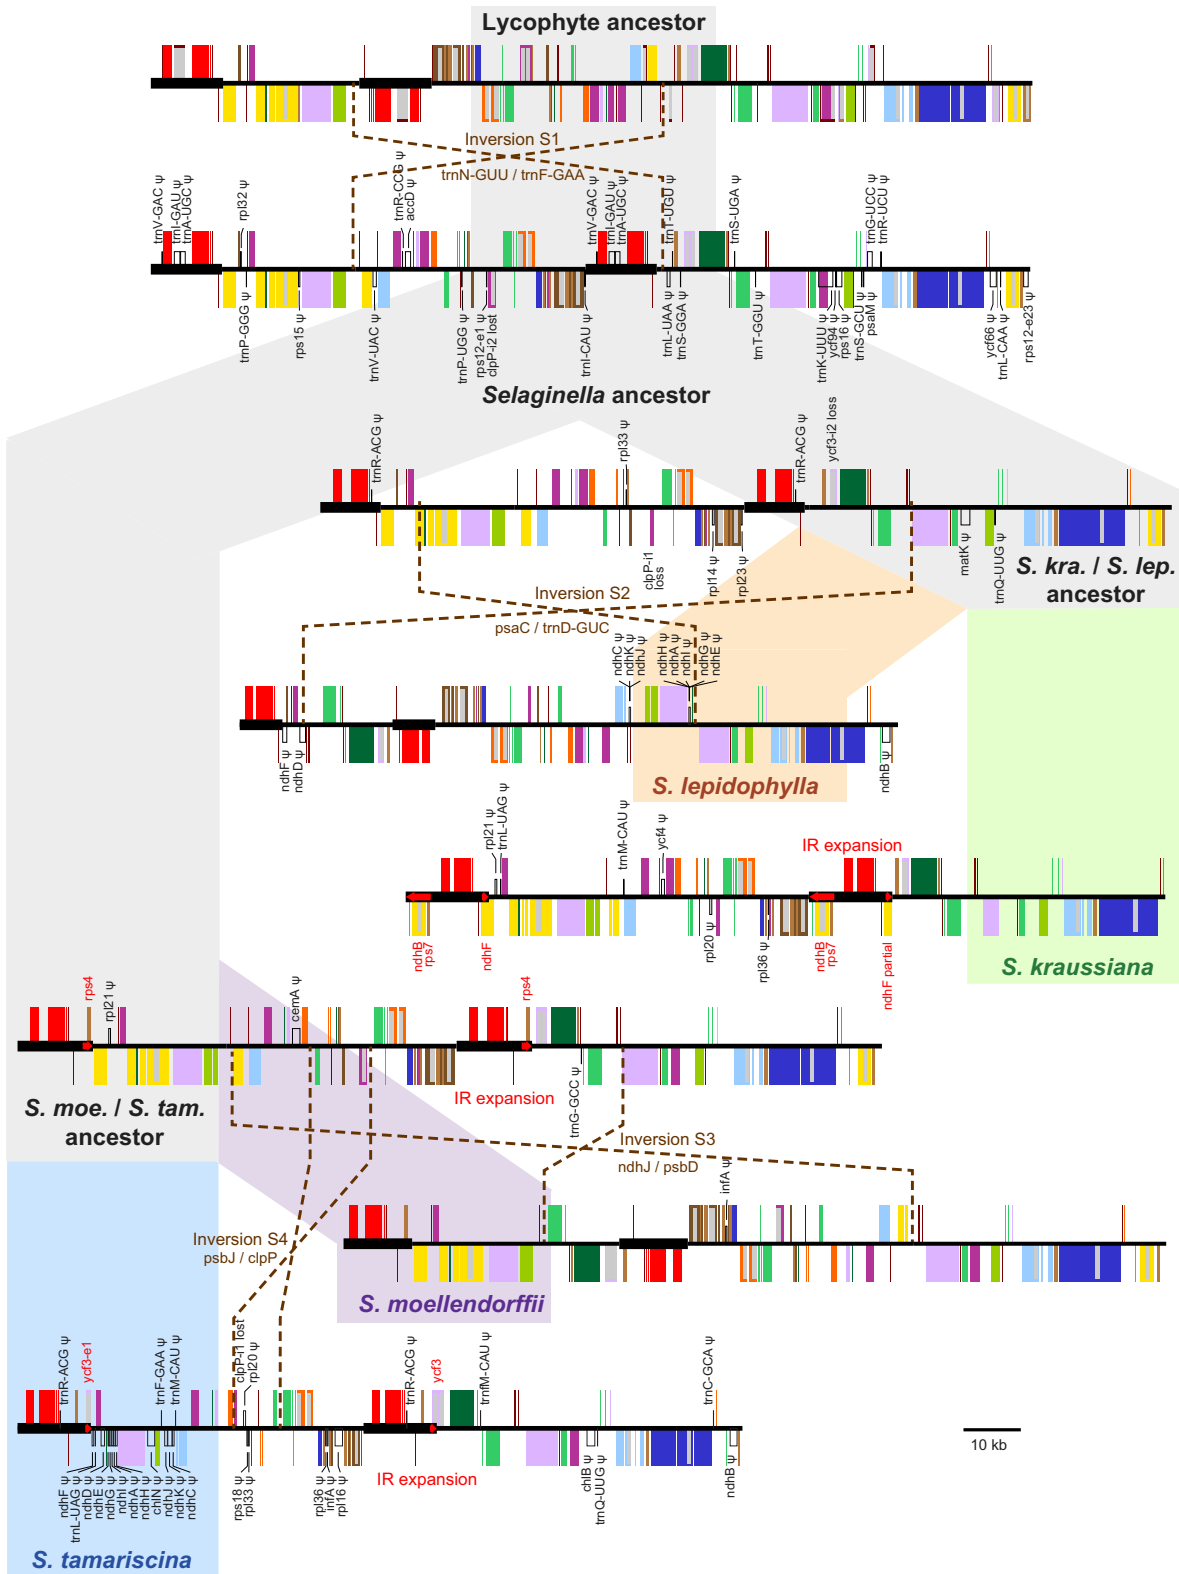 Lycophyte ancestor
Inversion S1
trnN-GUU / trnF-GAA
trnV-GAC ψ
trnI-GAU ψ
trnA-UGC ψ
rpl32 ψ
trnR-CCG ψ
accD ψ
trnV-GAC ψ
trnI-GAU ψ
trnA-UGC ψ
trnT-UGU ψ
trnS-UGA ψ
trnG-UCC ψ
trnR-UCU ψ
trnP-GGG ψ
rps15 ψ
trnV-UAC ψ
trnP-UGG ψ
rps12-e1 ψ
clpP-i2 lost
trnI-CAU ψ
trnL-UAA ψ
trnS-GGA ψ
trnT-GGU ψ
trnK-UUU ψ
ycf94 ψ
rps16 ψ
trnS-GCU ψ
psaM ψ
ycf66 ψ
trnL-CAA ψ
rps12-e23 ψ
Selaginella ancestor
trnR-ACG ψ
rpl33 ψ
trnR-ACG ψ
ycf3-i2 loss
clpP-i1
loss
rpl14 ψ
rpl23 ψ
matK ψ
trnQ-UUG ψ
S. kra. / S. lep.
ancestor
Inversion S2
psaC / trnD-GUC
ndhC ψ
ndhK ψ
ndhJ ψ
ndhH ψ
ndhA ψ
ndhI ψ
ndhG ψ
ndhE ψ
ndhF ψ
ndhD ψ
ndhB ψ
S. lepidophylla
rpl21 ψ
trnL-UAG ψ
trnM-CAU ψ
ycf4 ψ
IR expansion
ndhB
rps7
ndhF
rpl20 ψ
rpl36 ψ
ndhB
rps7
ndhF partial
S. kraussiana
rps4
rpl21 ψ
cemA ψ
rps4
IR expansion
trnG-GCC ψ
S. moe. / S. tam.
ancestor
Inversion S3
ndhJ / psbD
infA ψ
Inversion S4
psbJ / clpP
S. moellendorffii
trnR-ACG ψ
ycf3-e1
trnF-GAA ψ
trnM-CAU ψ
clpP-i1 lost
rpl20 ψ
trnR-ACG ψ
ycf3
trnfM-CAU ψ
trnC-GCA ψ
10 kb
IR expansion
ndhF ψ
trnL-UAG ψ
ndhD ψ
ndhE ψ
ndhG ψ
ndhI ψ
ndhA ψ
ndhH ψ
chlN ψ
ndhJ ψ
ndhK ψ
ndhC ψ
rps18 ψ
rpl33 ψ
rpl36 ψ
infA ψ
rpl16 ψ
chlB ψ
trnQ-UUG ψ
ndhB ψ
S. tamariscina